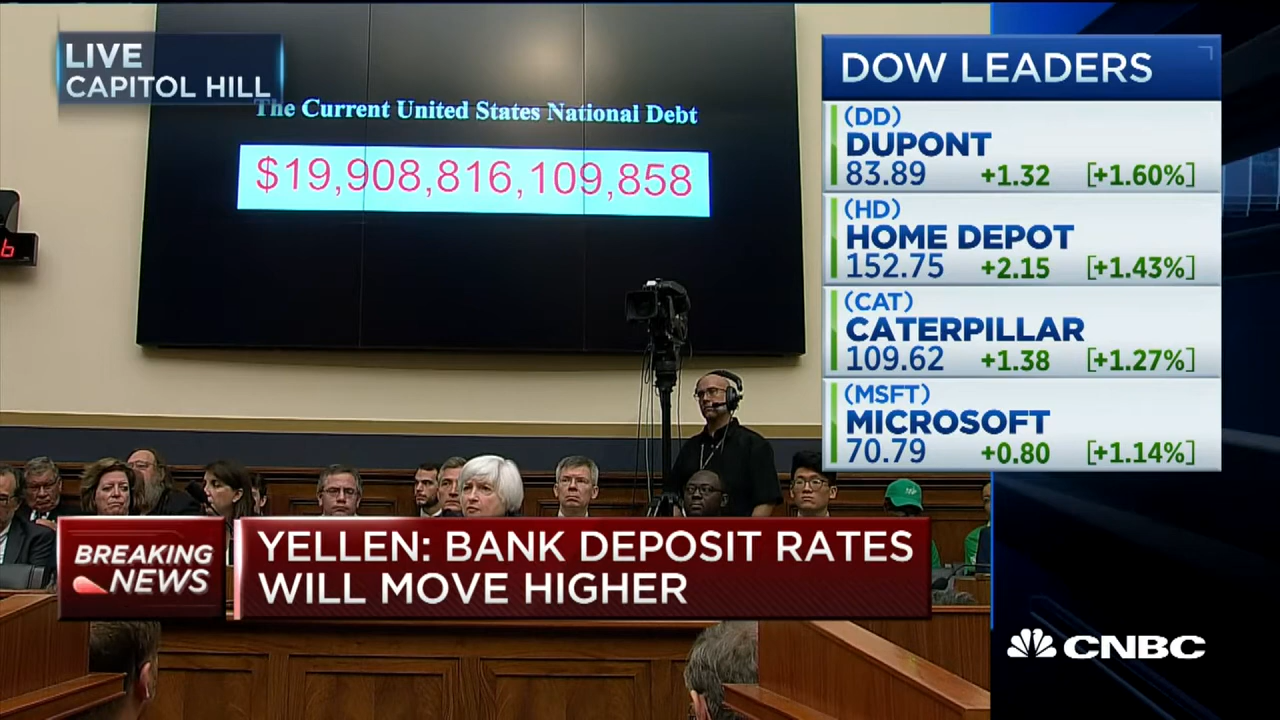 LIVE
CAPITOL HILL
The Current United States National Debt
$19,908,816,109,858
6
DOW LEADERS
(DD)
DUPONT
83.89 +1.32 [+1.60%]
(HD)
HOME DEPOT
152.75 +2.15 [+1.43%]
(CAT)
CATERPILLAR
109.62 +1.38 [+1.27%]
(MSFT)
MICROSOFT
70.79 +0.80 [+1.14%]
BREAKING
NEWS
YELLEN: BANK DEPOSIT RATES
WILL MOVE HIGHER
CNBC